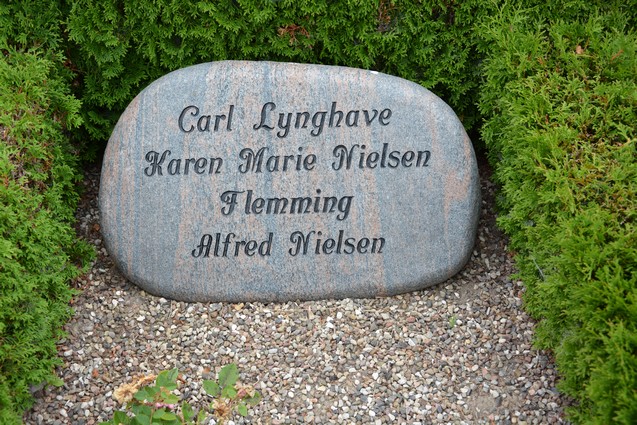 Carl Lynghave
Karen Marie Nielsen
Flemming
Alfred Nielsen